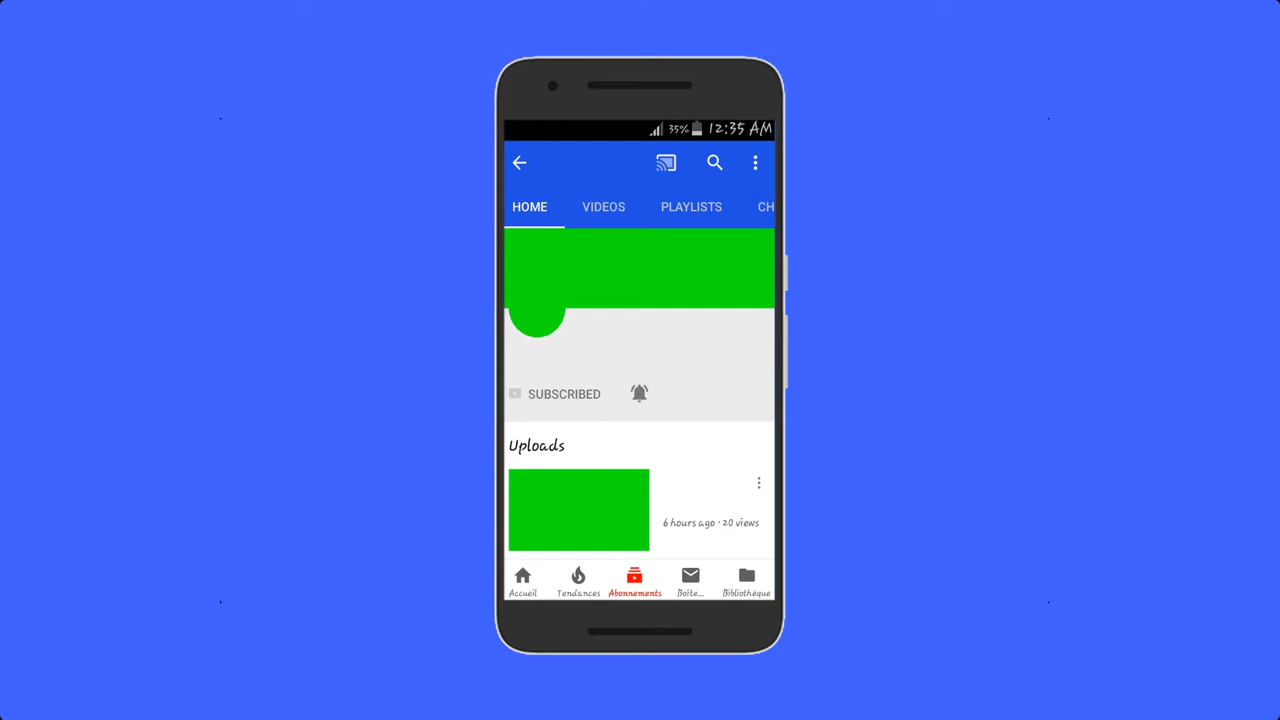 35% 12:35 AM
HOME VIDEOS PLAYLISTS CH
SUBSCRIBED
Uploads
6 hours ago · 20 views
Accueil Tendances Abonnements Boîte... Bibliothèque